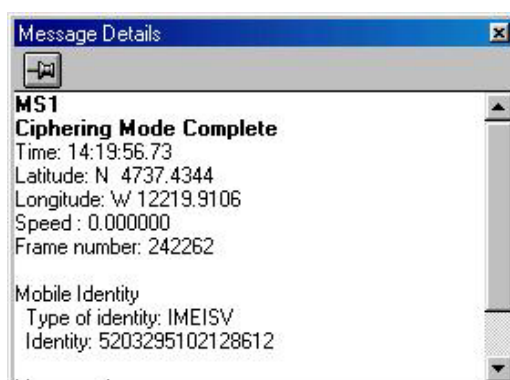 Message Details
MS1
Ciphering Mode Complete
Time: 14:19:56.73
Latitude: N  4737.4344
Longitude: W 12219.9106
Speed : 0.000000
Frame number: 242262
Mobile Identity
Type of identity: IMEISV
Identity: 5203295102128612